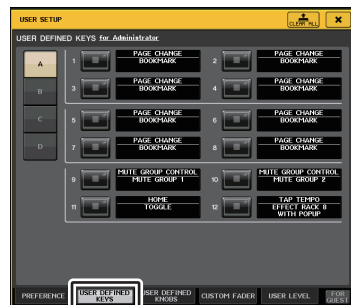 USER SETUP
CLEAR ALL
USER DEFINED KEYS for Administrator
A
1
PAGE CHANGE
BOOKMARK
2
PAGE CHANGE
BOOKMARK
3
PAGE CHANGE
BOOKMARK
4
PAGE CHANGE
BOOKMARK
B
C
5
PAGE CHANGE
BOOKMARK
6
PAGE CHANGE
BOOKMARK
D
7
PAGE CHANGE
BOOKMARK
8
PAGE CHANGE
BOOKMARK
9
MUTE GROUP CONTROL
MUTE GROUP 1
10
MUTE GROUP CONTROL
MUTE GROUP 2
11
HOME
TOGGLE
12
TAP TEMPO
EFFECT RACK 8
WITH POPUP
PREFERENCE
USER DEFINED
KEYS
USER DEFINED
KNOBS
CUSTOM FADER
USER LEVEL
FOR
GUEST